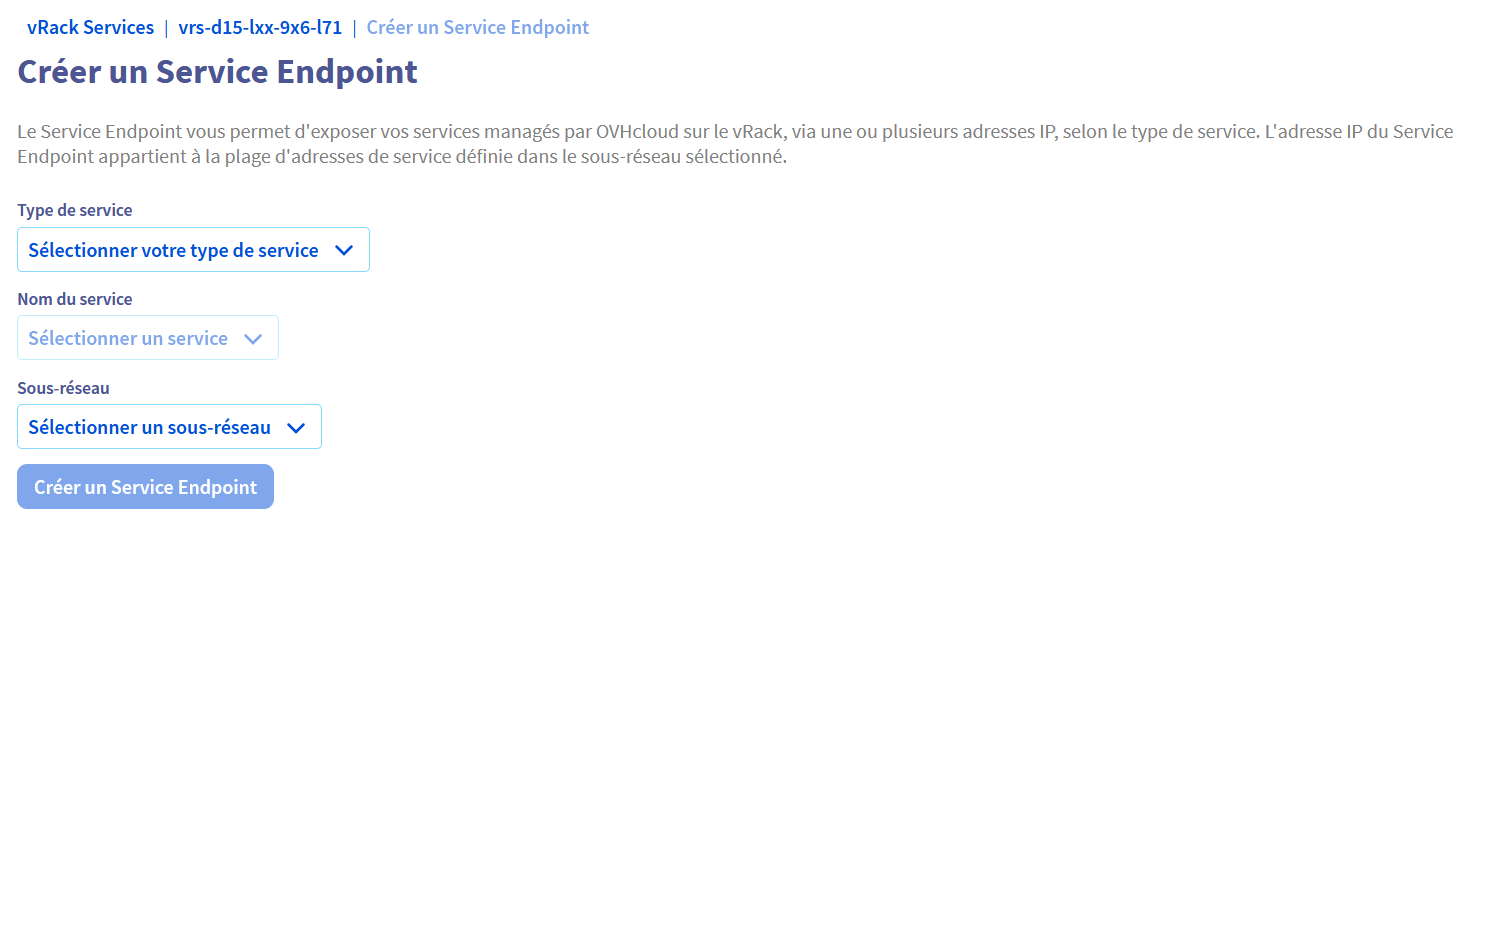 vRack Services | vrs-d15-lxx-9x6-l71 | Créer un Service Endpoint
Créer un Service Endpoint
Le Service Endpoint vous permet d'exposer vos services managés par OVHcloud sur le vRack, via une ou plusieurs adresses IP, selon le type de service. L'adresse IP du Service
Endpoint appartient à la plage d'adresses de service définie dans le sous-réseau sélectionné.
Type de service
Sélectionner votre type de service
Nom du service
Sélectionner un service
Sous-réseau
Sélectionner un sous-réseau
Créer un Service Endpoint